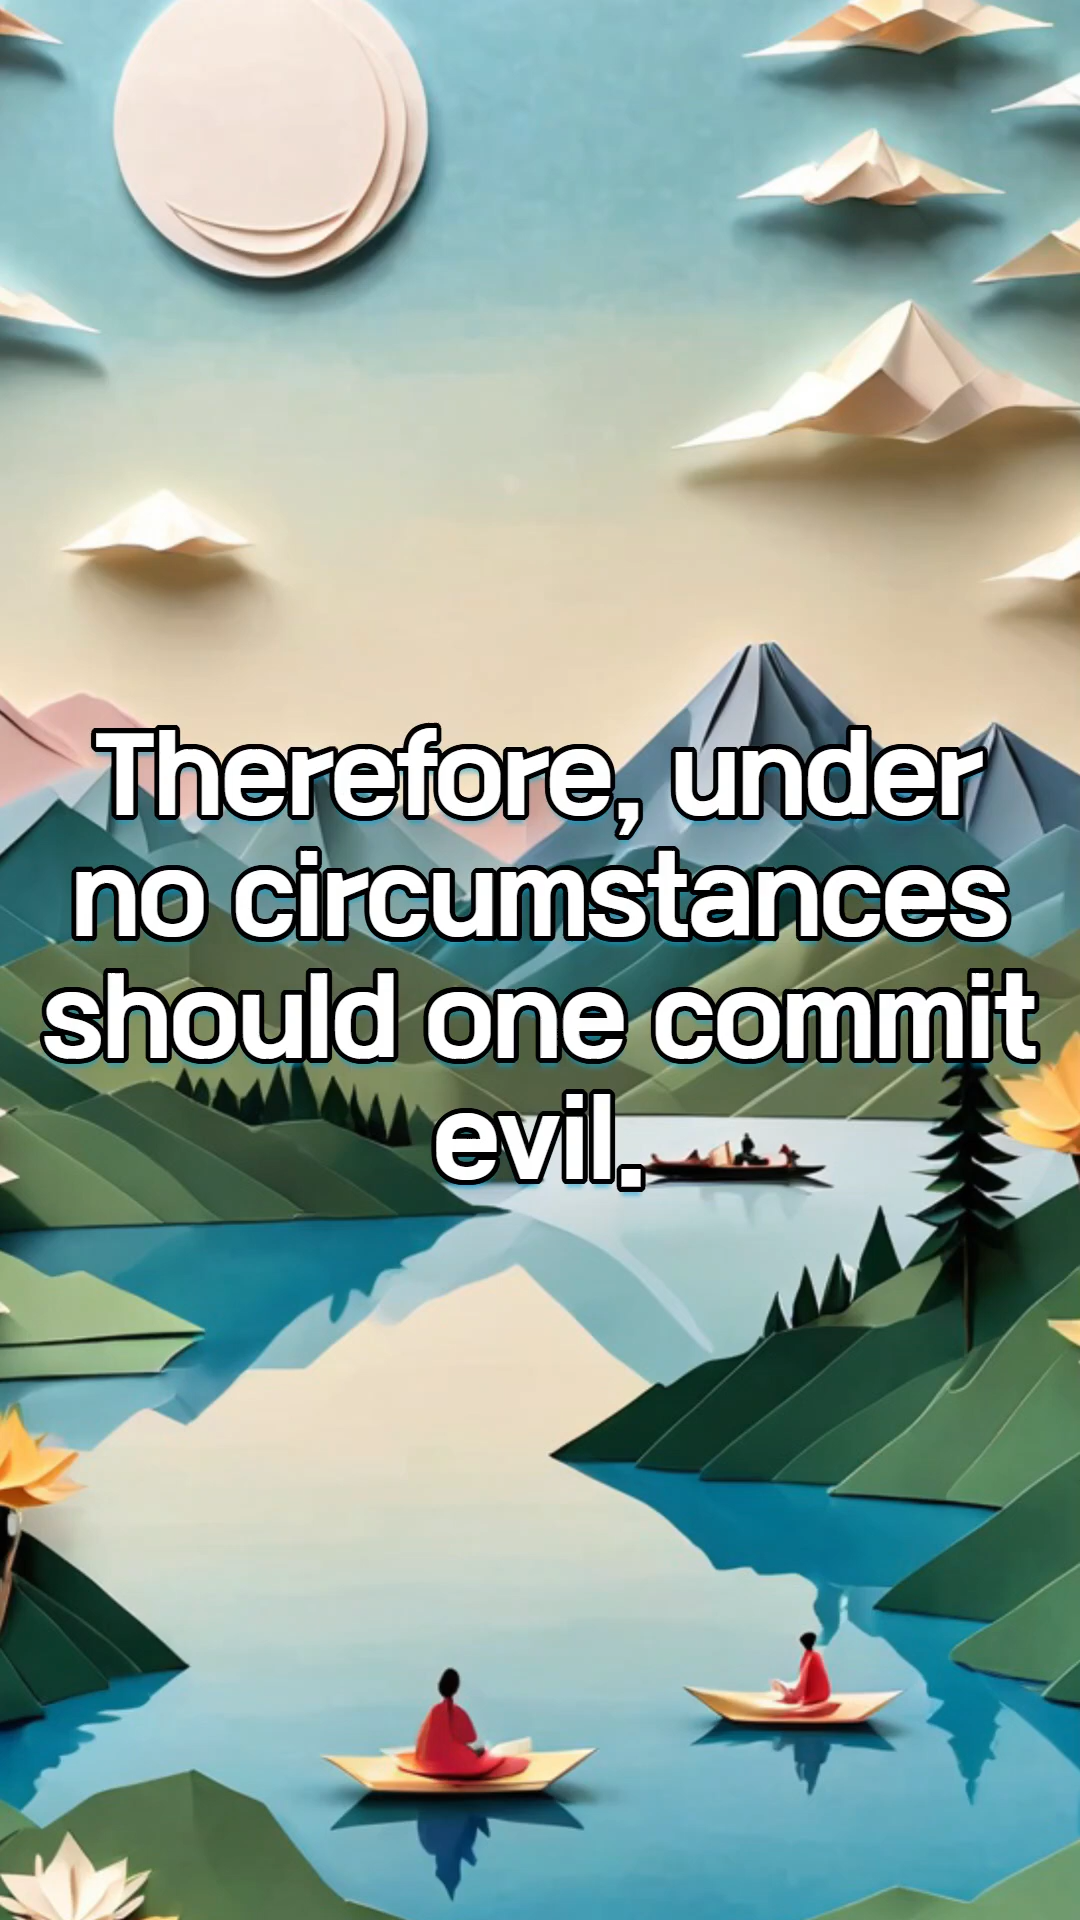 Therefore, under
no circumstances
should one commit
evil.